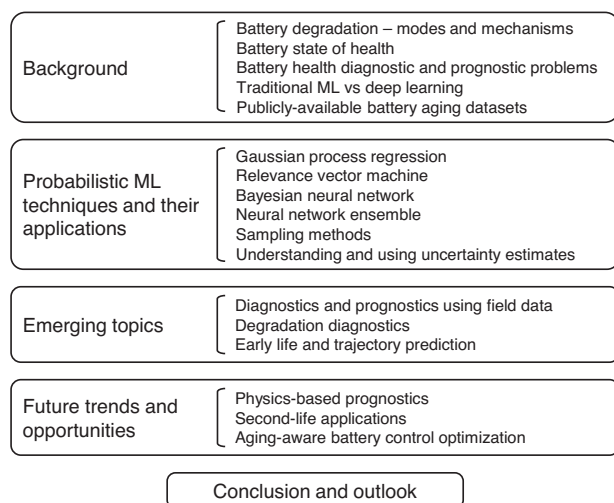 Background
Battery degradation – modes and mechanisms
Battery state of health
Battery health diagnostic and prognostic problems
Traditional ML vs deep learning
Publicly-available battery aging datasets
Probabilistic ML
techniques and their
applications
Gaussian process regression
Relevance vector machine
Bayesian neural network
Neural network ensemble
Sampling methods
Understanding and using uncertainty estimates
Emerging topics
Diagnostics and prognostics using field data
Degradation diagnostics
Early life and trajectory prediction
Future trends and
opportunities
Physics-based prognostics
Second-life applications
Aging-aware battery control optimization
Conclusion and outlook